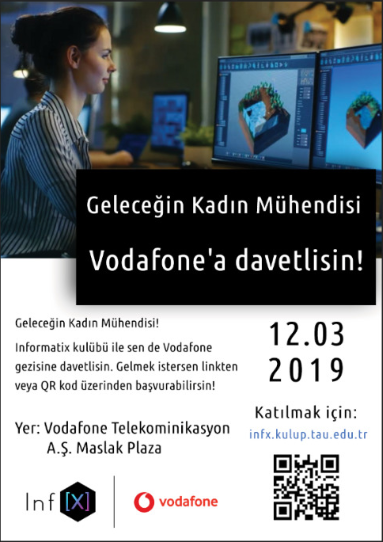 Geleceğin Kadın Mühendisi
Vodafone'a davetlisin!
Geleceğin Kadın Mühendisi!
Informatix kulübü ile sen de Vodafone
gezisine davetlisin. Gelmek istersen linkten
veya QR kod üzerinden başvurabilirsin!
Yer: Vodafone Telekominikasyon
A.Ş. Maslak Plaza
12.03
2019
Katılmak için:
infx.kulup.tau.edu.tr
Inf [X]
vodafone